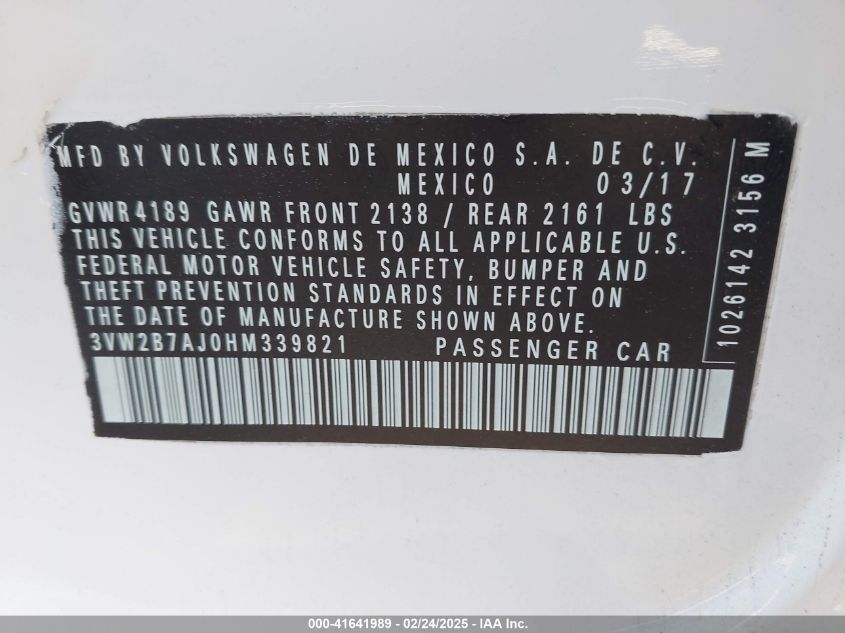 MFD BY VOLKSWAGEN DE MEXICO S.A. DE C.V.
MEXICO 03/17
GVWR 4189 GAWR FRONT 2138 / REAR 2161 LBS
THIS VEHICLE CONFORMS TO ALL APPLICABLE U.S.
FEDERAL MOTOR VEHICLE SAFETY, BUMPER AND
THEFT PREVENTION STANDARDS IN EFFECT ON
THE DATE OF MANUFACTURE SHOWN ABOVE.
3VW2B7AJ0HM339821 PASSENGER CAR
1026142 3156 M
000-41641989 - 02/24/2025 - IAA Inc.